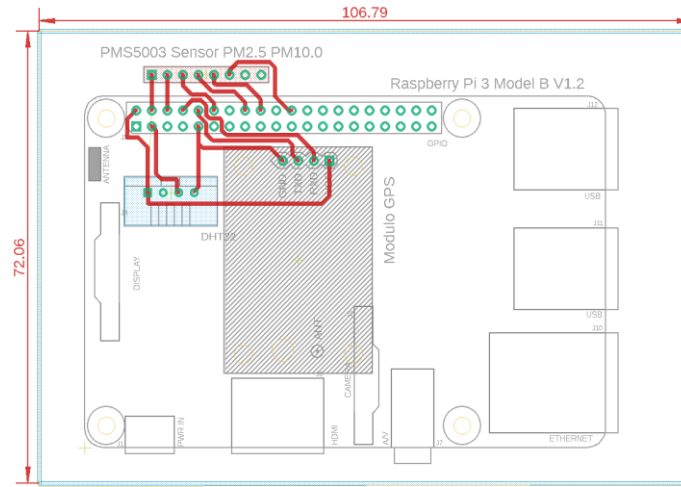 106.79
PMS5003 Sensor PM2.5 PM10.0
Raspberry Pi 3 Model B V1.2
J12
GPIO
ANTENNA
USB
GND
TXD
RXD
Modulo GPS
DHT22
J11
72.06
DISPLAY
USB
ANT
J10
CAMERA
PWR IN
HDMI
A/V
J7
ETHERNET